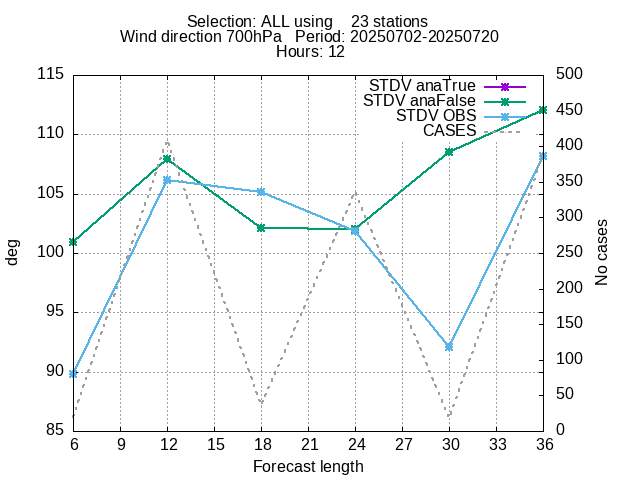 Selection: ALL using    23 stations
Wind direction 700hPa   Period: 20250702-20250720
Hours: 12
115 500
STDV anaTrue
STDV anaFalse
STDV OBS
CASES
450
110
400
350
105
300
100 250
200
95
150
90 100
50
85 0
deg
No cases
6 9 12 15 18 21 24 27 30 33 36
Forecast length